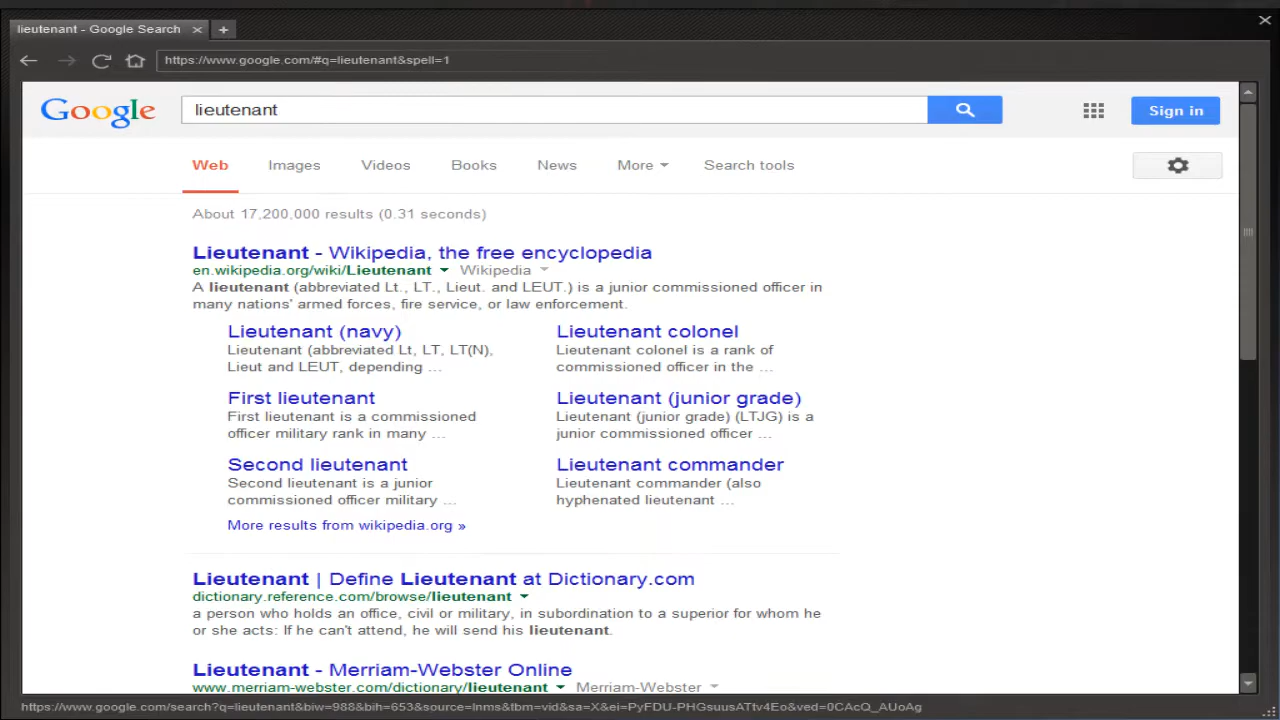 lieutenant - Google Search
https://www.google.com/#q=lieutenant&spell=1
Google
lieutenant
Sign in
Web Images Videos Books News More Search tools
About 17,200,000 results (0.31 seconds)
Lieutenant - Wikipedia, the free encyclopedia
en.wikipedia.org/wiki/Lieutenant Wikipedia
A lieutenant (abbreviated Lt., LT., Lieut. and LEUT.) is a junior commissioned officer in
many nations' armed forces, fire service, or law enforcement.
Lieutenant (navy)
Lieutenant (abbreviated Lt, LT, LT(N),
Lieut and LEUT, depending ...
Lieutenant colonel
Lieutenant colonel is a rank of
commissioned officer in the ...
First lieutenant
First lieutenant is a commissioned
officer military rank in many ...
Lieutenant (junior grade)
Lieutenant (junior grade) (LTJG) is a
junior commissioned officer ...
Second lieutenant
Second lieutenant is a junior
commissioned officer military ...
Lieutenant commander
Lieutenant commander (also
hyphenated lieutenant ...
More results from wikipedia.org »
Lieutenant | Define Lieutenant at Dictionary.com
dictionary.reference.com/browse/lieutenant
a person who holds an office, civil or military, in subordination to a superior for whom he
or she acts: If he can't attend, he will send his lieutenant.
Lieutenant - Merriam-Webster Online
www.merriam-webster.com/dictionary/lieutenant Merriam-Webster
https://www.google.com/search?q=lieutenant&biw=988&bih=653&source=lnms&tbm=vid&sa=X&ei=PyFDU-PHGsuusATtv4Eo&ved=0CAcQ_AUoAg